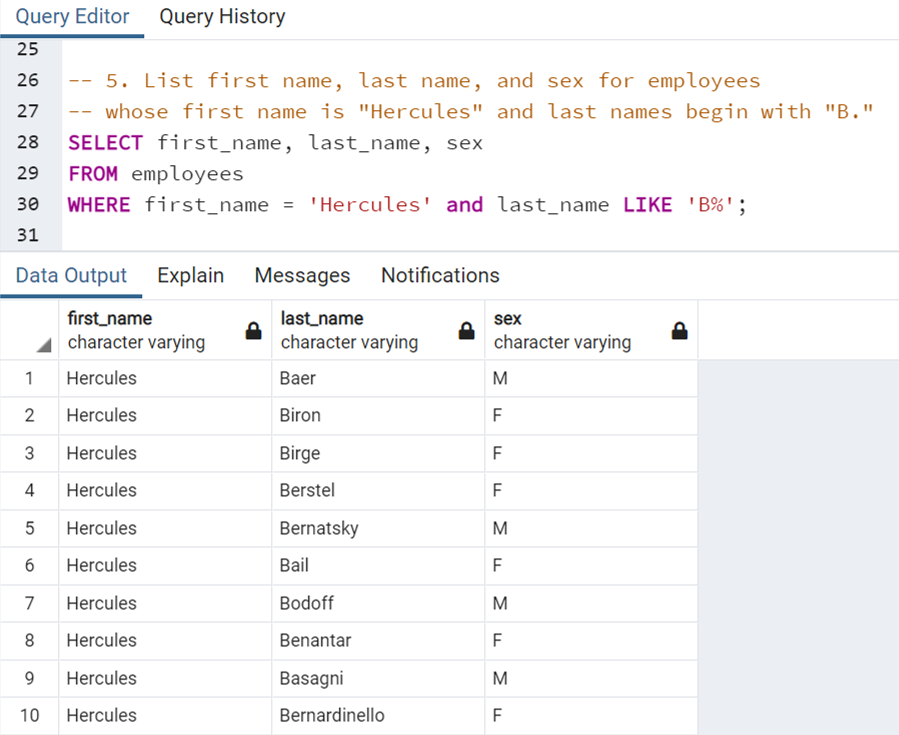 Query Editor Query History
25
26 -- 5. List first name, last name, and sex for employees
27 -- whose first name is "Hercules" and last names begin with "B."
28 SELECT first_name, last_name, sex
29 FROM employees
30 WHERE first_name = 'Hercules' and last_name LIKE 'B%';
31
Data Output Explain Messages Notifications
first_name last_name sex
character varying character varying character varying
1 Hercules Baer M
2 Hercules Biron F
3 Hercules Birge F
4 Hercules Berstel F
5 Hercules Bernatsky M
6 Hercules Bail F
7 Hercules Bodoff M
8 Hercules Benantar F
9 Hercules Basagni M
10 Hercules Bernardinello F